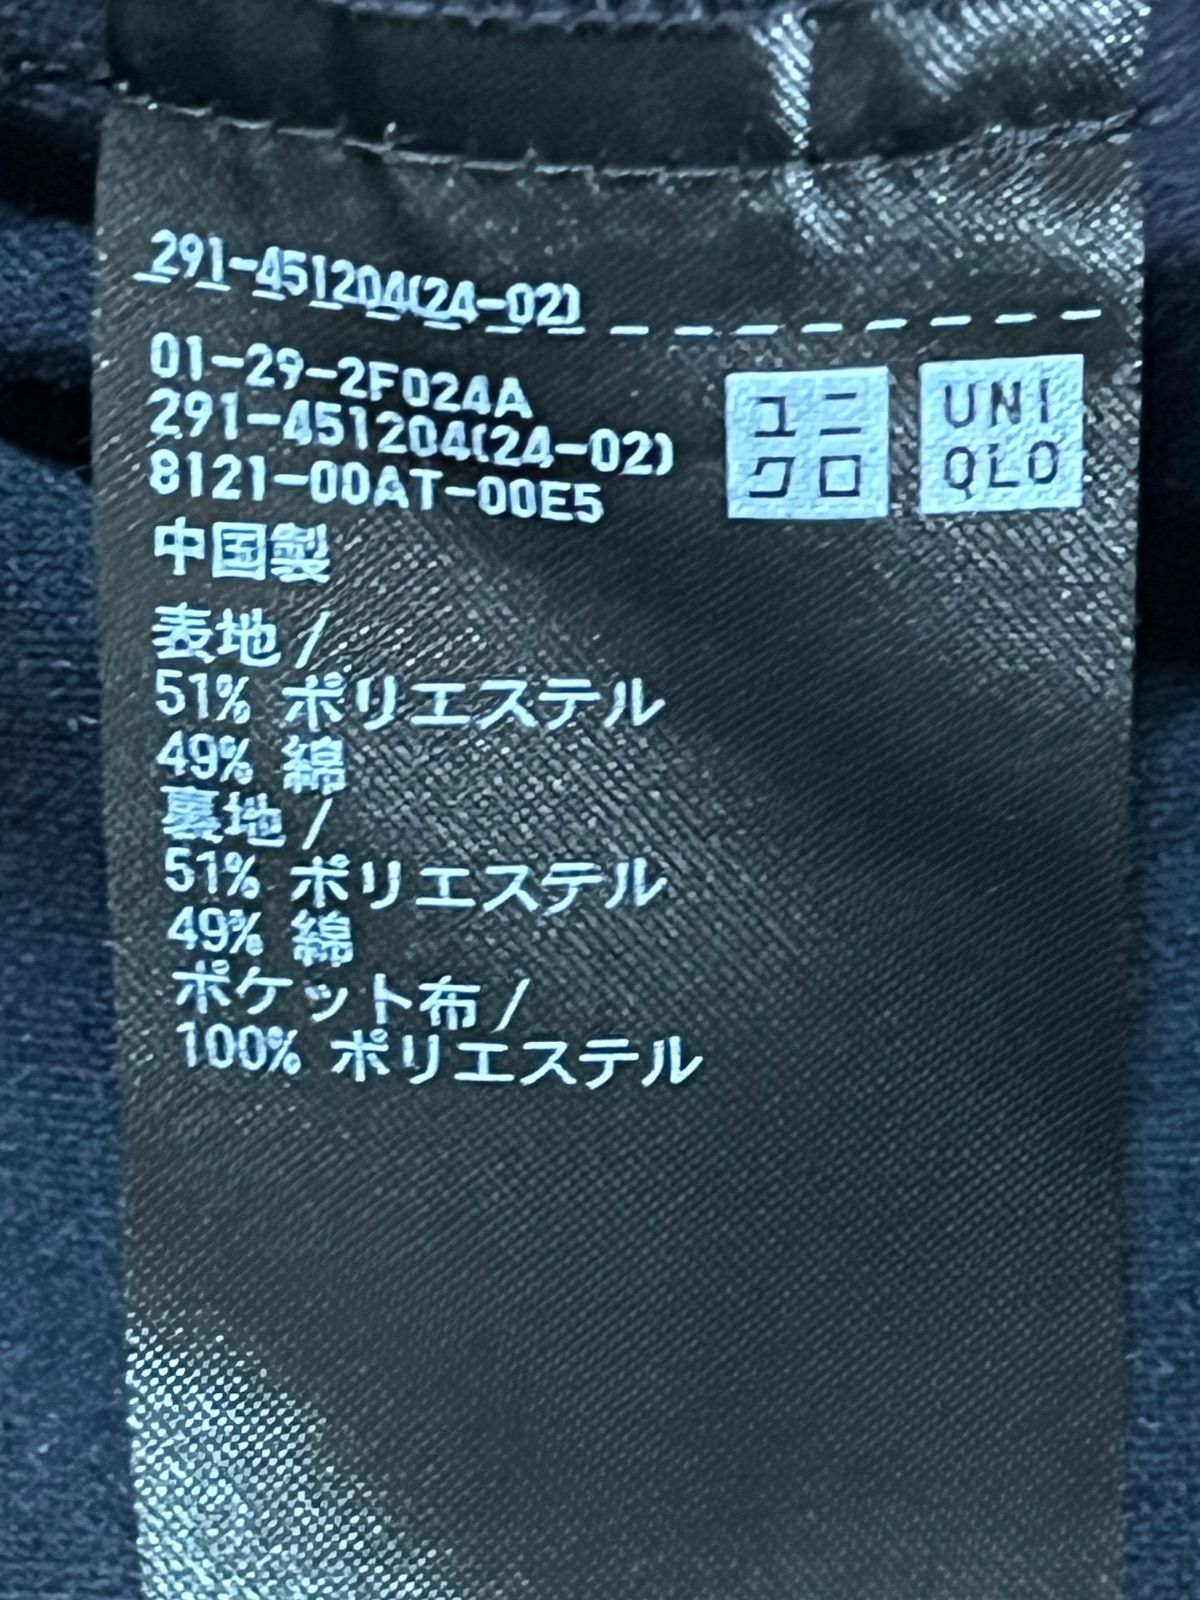 291-451204(24-02)
01-29-2F024A
291-451204(24-02)
8121-00AT-00E5
ユニ
クロ
UNI
QLO
中国製
表地/
51% ポリエステル
49% 綿
裏地/
51% ポリエステル
49% 綿
ポケット布/
100% ポリエステル